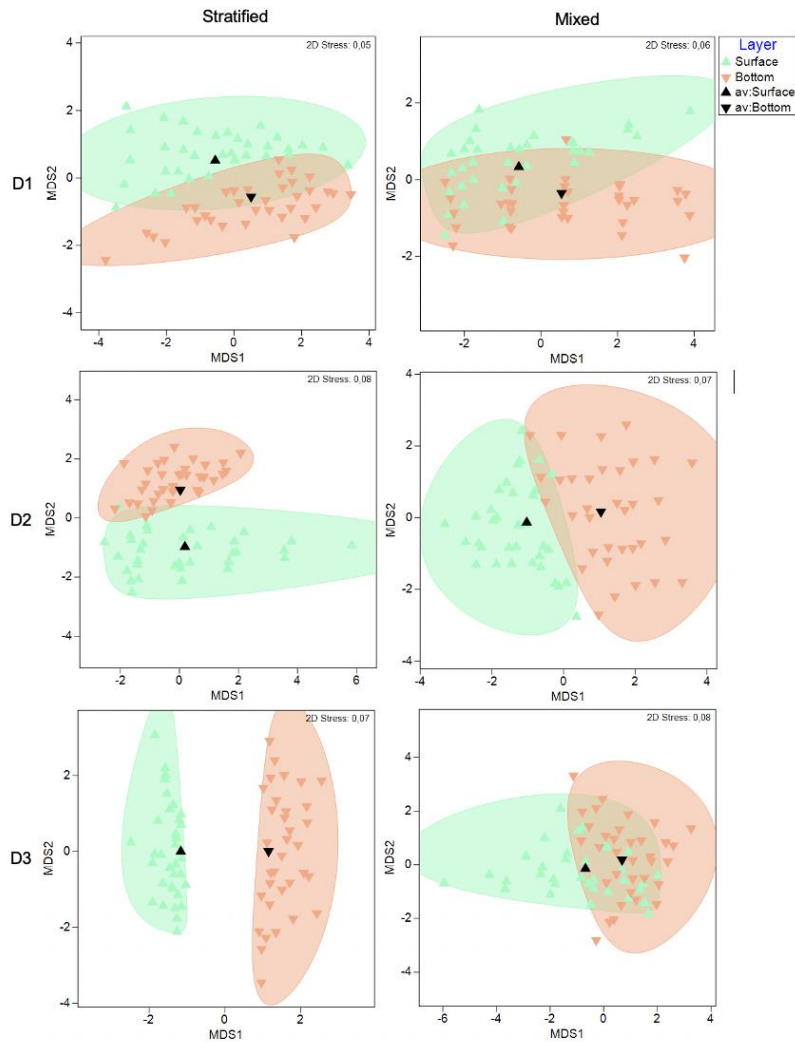 Stratified
Mixed
2D Stress: 0,05
4
2
0
-2
-4
-4
-2
0
2
4
MDS2
MDS1
D1
2D Stress: 0,06
2
0
-2
-2
0
2
4
MDS2
MDS1
Layer
Surface
Bottom
av:Surface
av:Bottom
2D Stress: 0,08
4
2
0
-2
-4
-2
0
2
4
6
MDS2
MDS1
D2
2D Stress: 0,07
4
2
0
-2
-4
-4
-2
0
2
4
MDS2
MDS1
2D Stress: 0,07
2
0
-2
-4
-2
0
2
MDS2
MDS1
D3
2D Stress: 0,08
4
2
0
-2
-4
-6
-4
-2
0
2
4
MDS2
MDS1